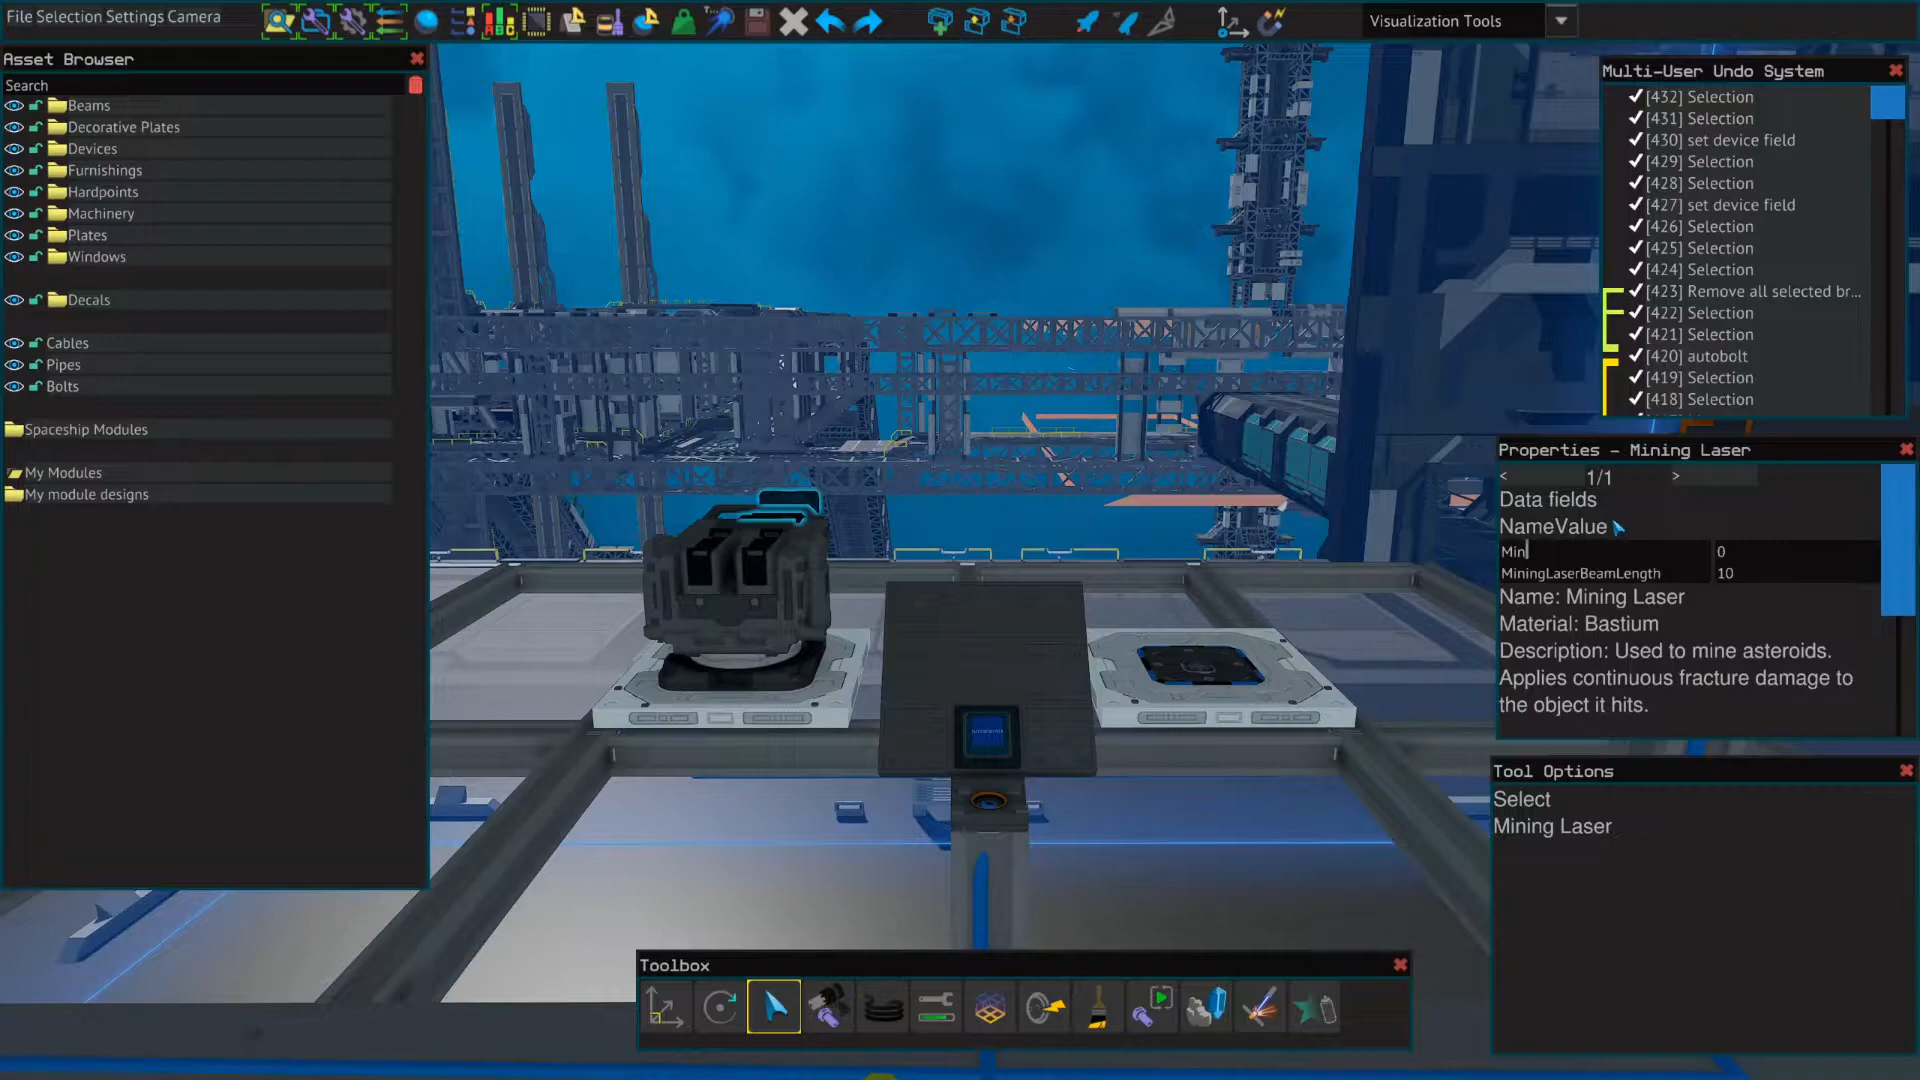 File Selection Settings Camera
Visualization Tools
Asset Browser
Search
Beams
Decorative Plates
Devices
Furnishings
Hardpoints
Machinery
Plates
Windows
Decals
Cables
Pipes
Bolts
Spaceship Modules
My Modules
My module designs
Multi-User Undo System
[432] Selection
[431] Selection
[430] set device field
[429] Selection
[428] Selection
[427] set device field
[426] Selection
[425] Selection
[424] Selection
[423] Remove all selected br...
[422] Selection
[421] Selection
[420] autobolt
[419] Selection
[418] Selection
Properties - Mining Laser
< 1/1 >
Data fields
NameValue
Min 0
MiningLaserBeamLength 10
Name: Mining Laser
Material: Bastium
Description: Used to mine asteroids.
Applies continuous fracture damage to
the object it hits.
Tool Options
Select
Mining Laser
Toolbox